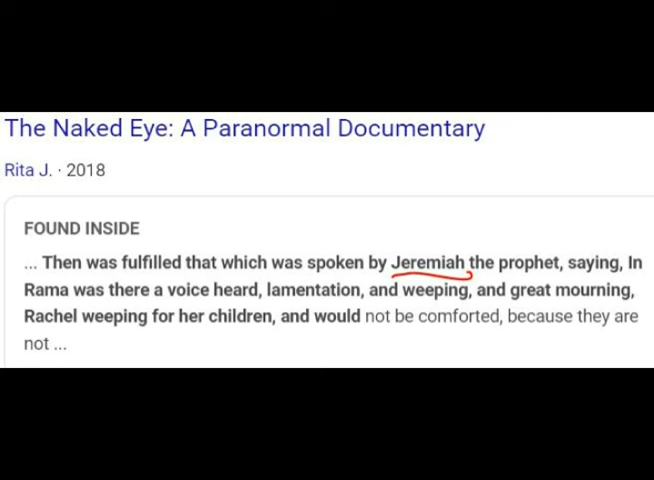 The Naked Eye: A Paranormal Documentary
Rita J. · 2018
FOUND INSIDE
... Then was fulfilled that which was spoken by Jeremiah the prophet, saying, In
Rama was there a voice heard, lamentation, and weeping, and great mourning,
Rachel weeping for her children, and would not be comforted, because they are
not ...